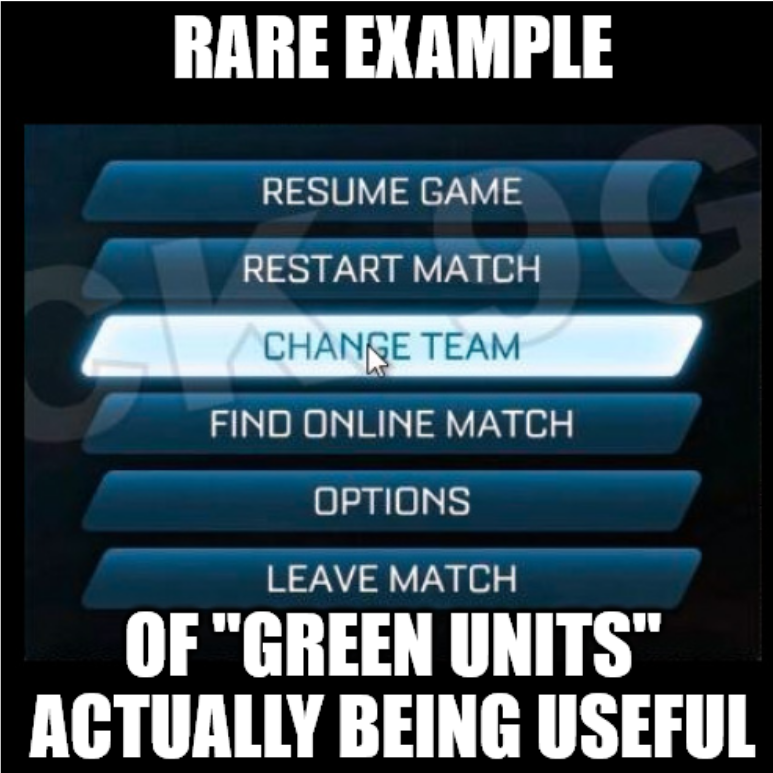 RARE EXAMPLE
RESUME GAME
RESTART MATCH
CHANGE TEAM
FIND ONLINE MATCH
OPTIONS
LEAVE MATCH
OF "GREEN UNITS"
ACTUALLY BEING USEFUL